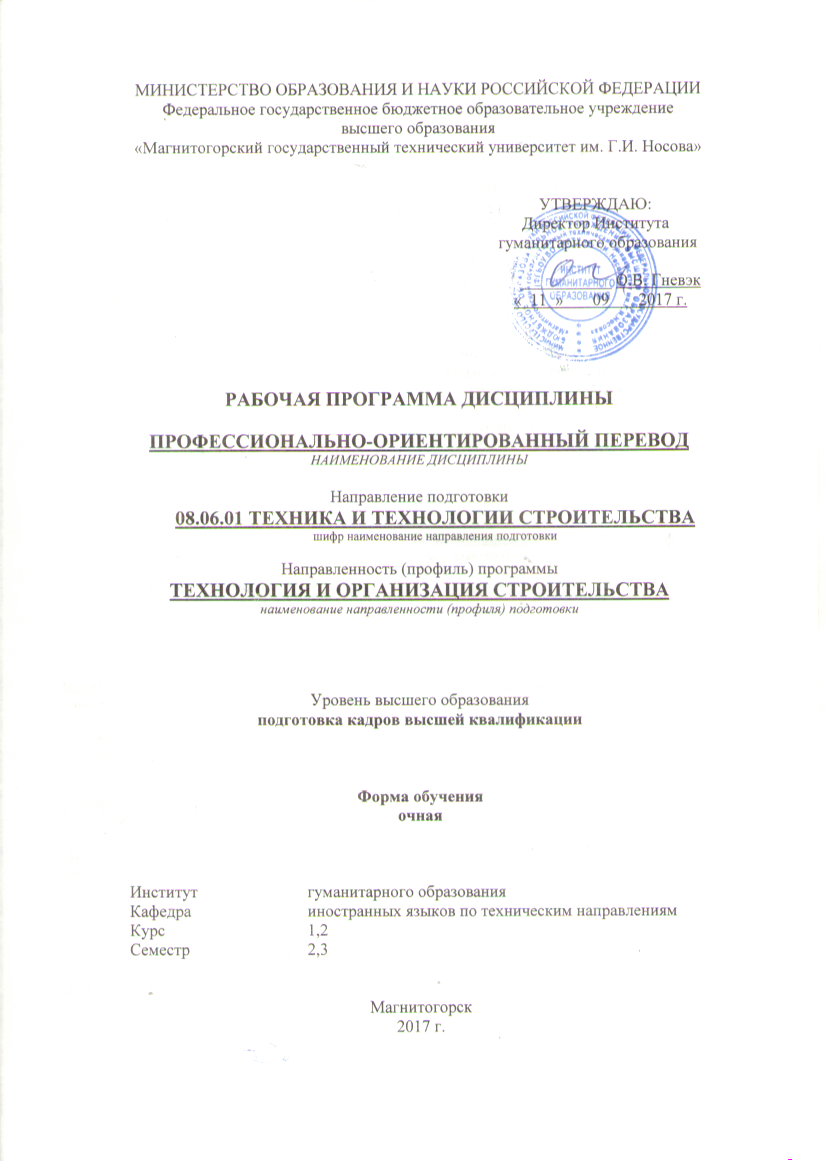 МИНИСТЕРСТВО ОБРАЗОВАНИЯ И НАУКИ РОССИЙСКОЙ ФЕДЕРАЦИИ
Федеральное государственное бюджетное образовательное учреждение
высшего образования
«Магнитогорский государственный технический университет им. Г.И. Носова»
УТВЕРЖДАЮ:
Директор Института
гуманитарного образования
О.В. Гневэк
« 11 » 09 2017 г.
ИНСТИТУТ
ГУМАНИТАРНОГО
ОБРАЗОВАНИЯ
РАБОЧАЯ ПРОГРАММА ДИСЦИПЛИНЫ
ПРОФЕССИОНАЛЬНО-ОРИЕНТИРОВАННЫЙ ПЕРЕВОД
НАИМЕНОВАНИЕ ДИСЦИПЛИНЫ
Направление подготовки
08.06.01 ТЕХНИКА И ТЕХНОЛОГИИ СТРОИТЕЛЬСТВА
шифр наименование направления подготовки
Направленность (профиль) программы
ТЕХНОЛОГИЯ И ОРГАНИЗАЦИЯ СТРОИТЕЛЬСТВА
наименование направленности (профиля) подготовки
Уровень высшего образования
подготовка кадров высшей квалификации
Форма обучения
очная
Институт гуманитарного образования
Кафедра иностранных языков по техническим направлениям
Курс 1,2
Семестр 2,3
Магнитогорск
2017 г.